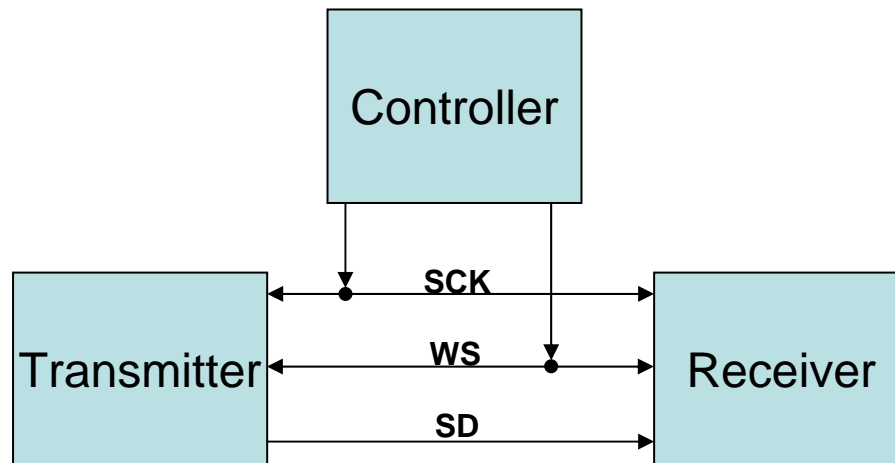 Controller
SCK
WS
Transmitter
Receiver
SD